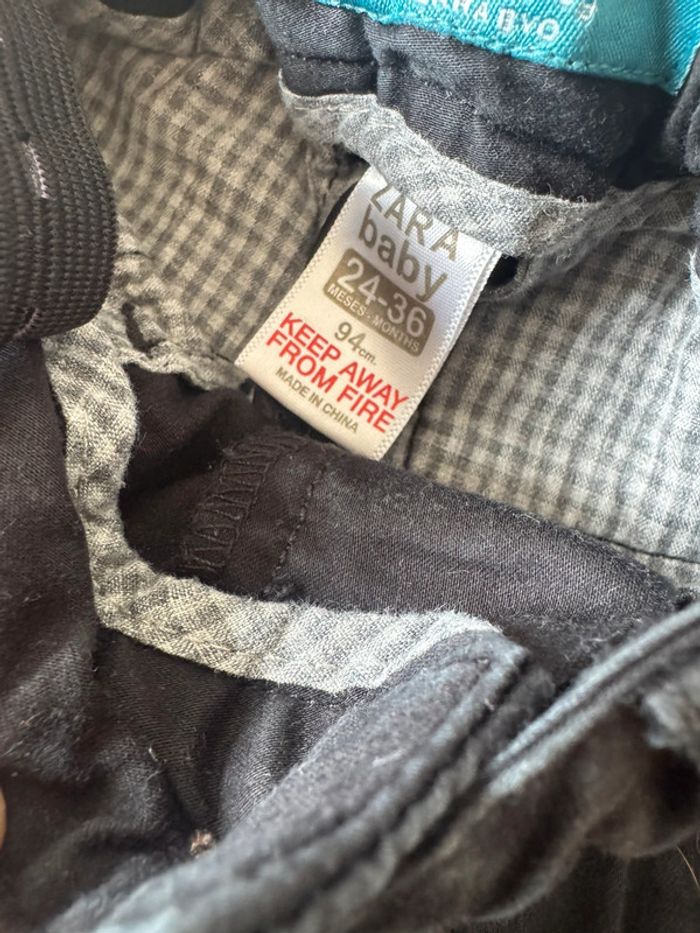 ZARA
baby
24-36
MESES - MONTHS
94cm.
KEEP AWAY
FROM FIRE
MADE IN CHINA